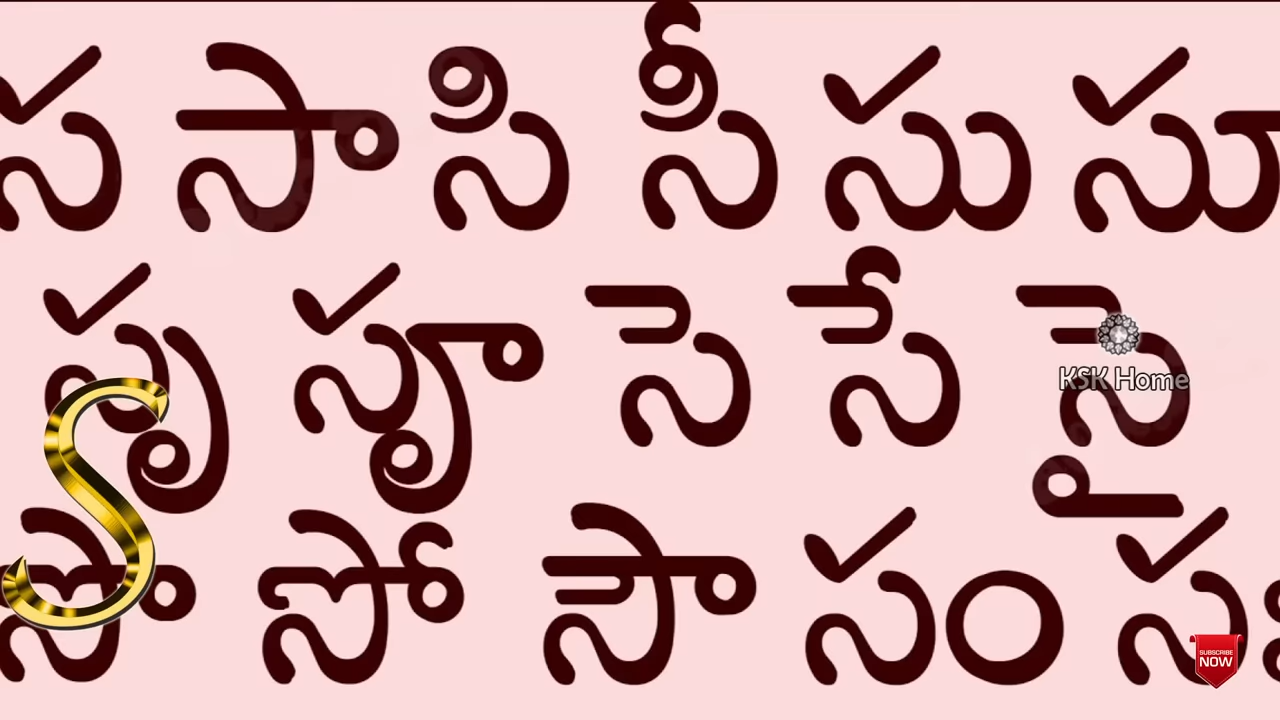 స సా సి సీ సు సూ
సృ సౄ సె సే సై
KSK Home
S
సొ సో సౌ సం సః
SUBSCRIBE
NOW